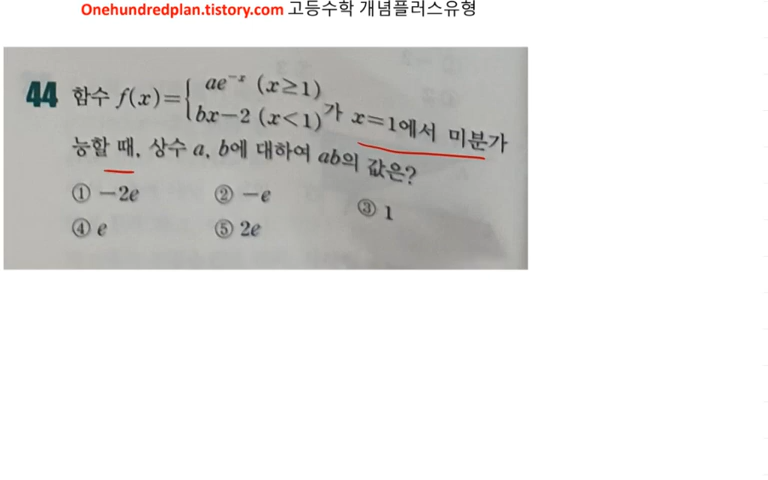 Onehundredplan.tistory.com 고등수학 개념플러스유형
44 함수 f(x)={ ae⁻ˣ (x≥1)
bx−2 (x<1) 가 x=1에서 미분가
능할 때, 상수 a, b에 대하여 ab의 값은?
① −2e ② −e ③ 1
④ e ⑤ 2e